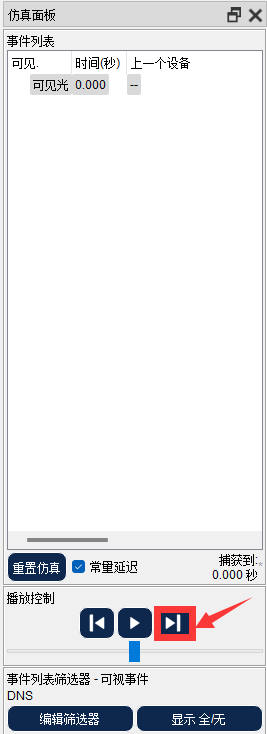 仿真面板
事件列表
可见. 时间(秒) 上一个设备
可见光 0.000 --
重置仿真 常量延迟 捕获到:
0.000 秒
播放控制
事件列表筛选器 - 可视事件
DNS
编辑筛选器 显示 全/无